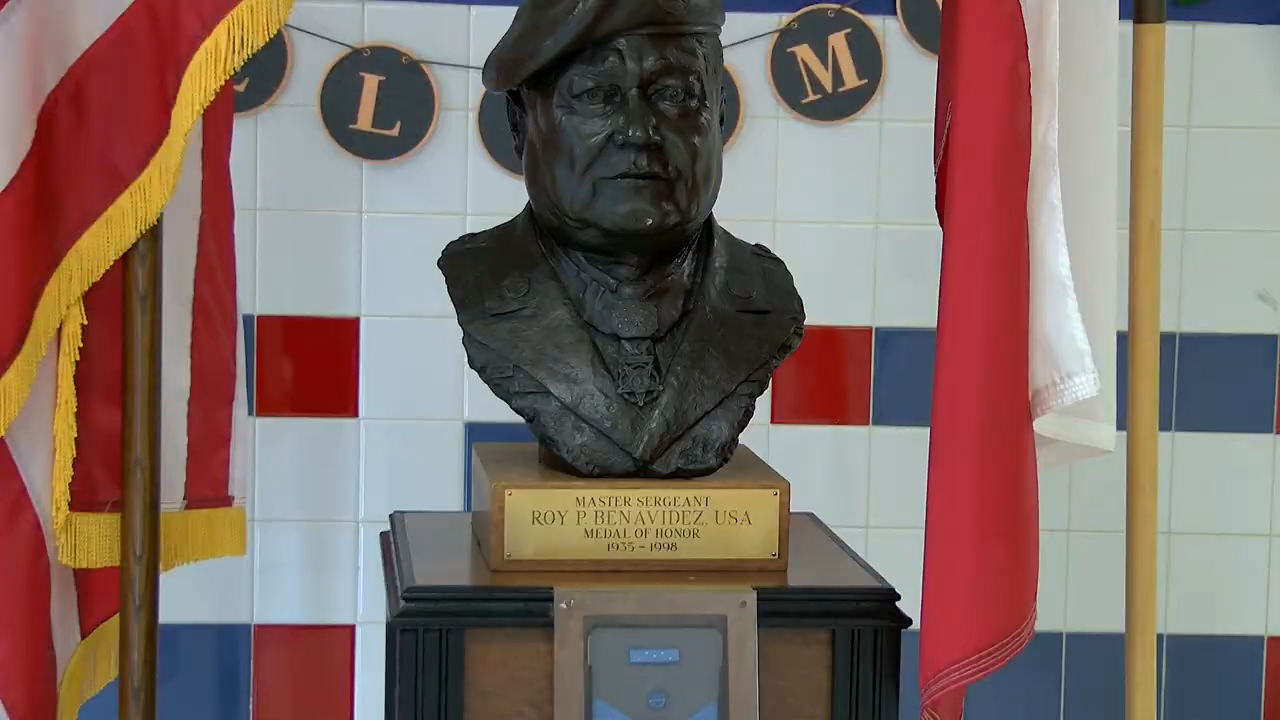 L
M
MASTER SERGEANT
ROY P. BENAVIDEZ, USA
MEDAL OF HONOR
1935 – 1998